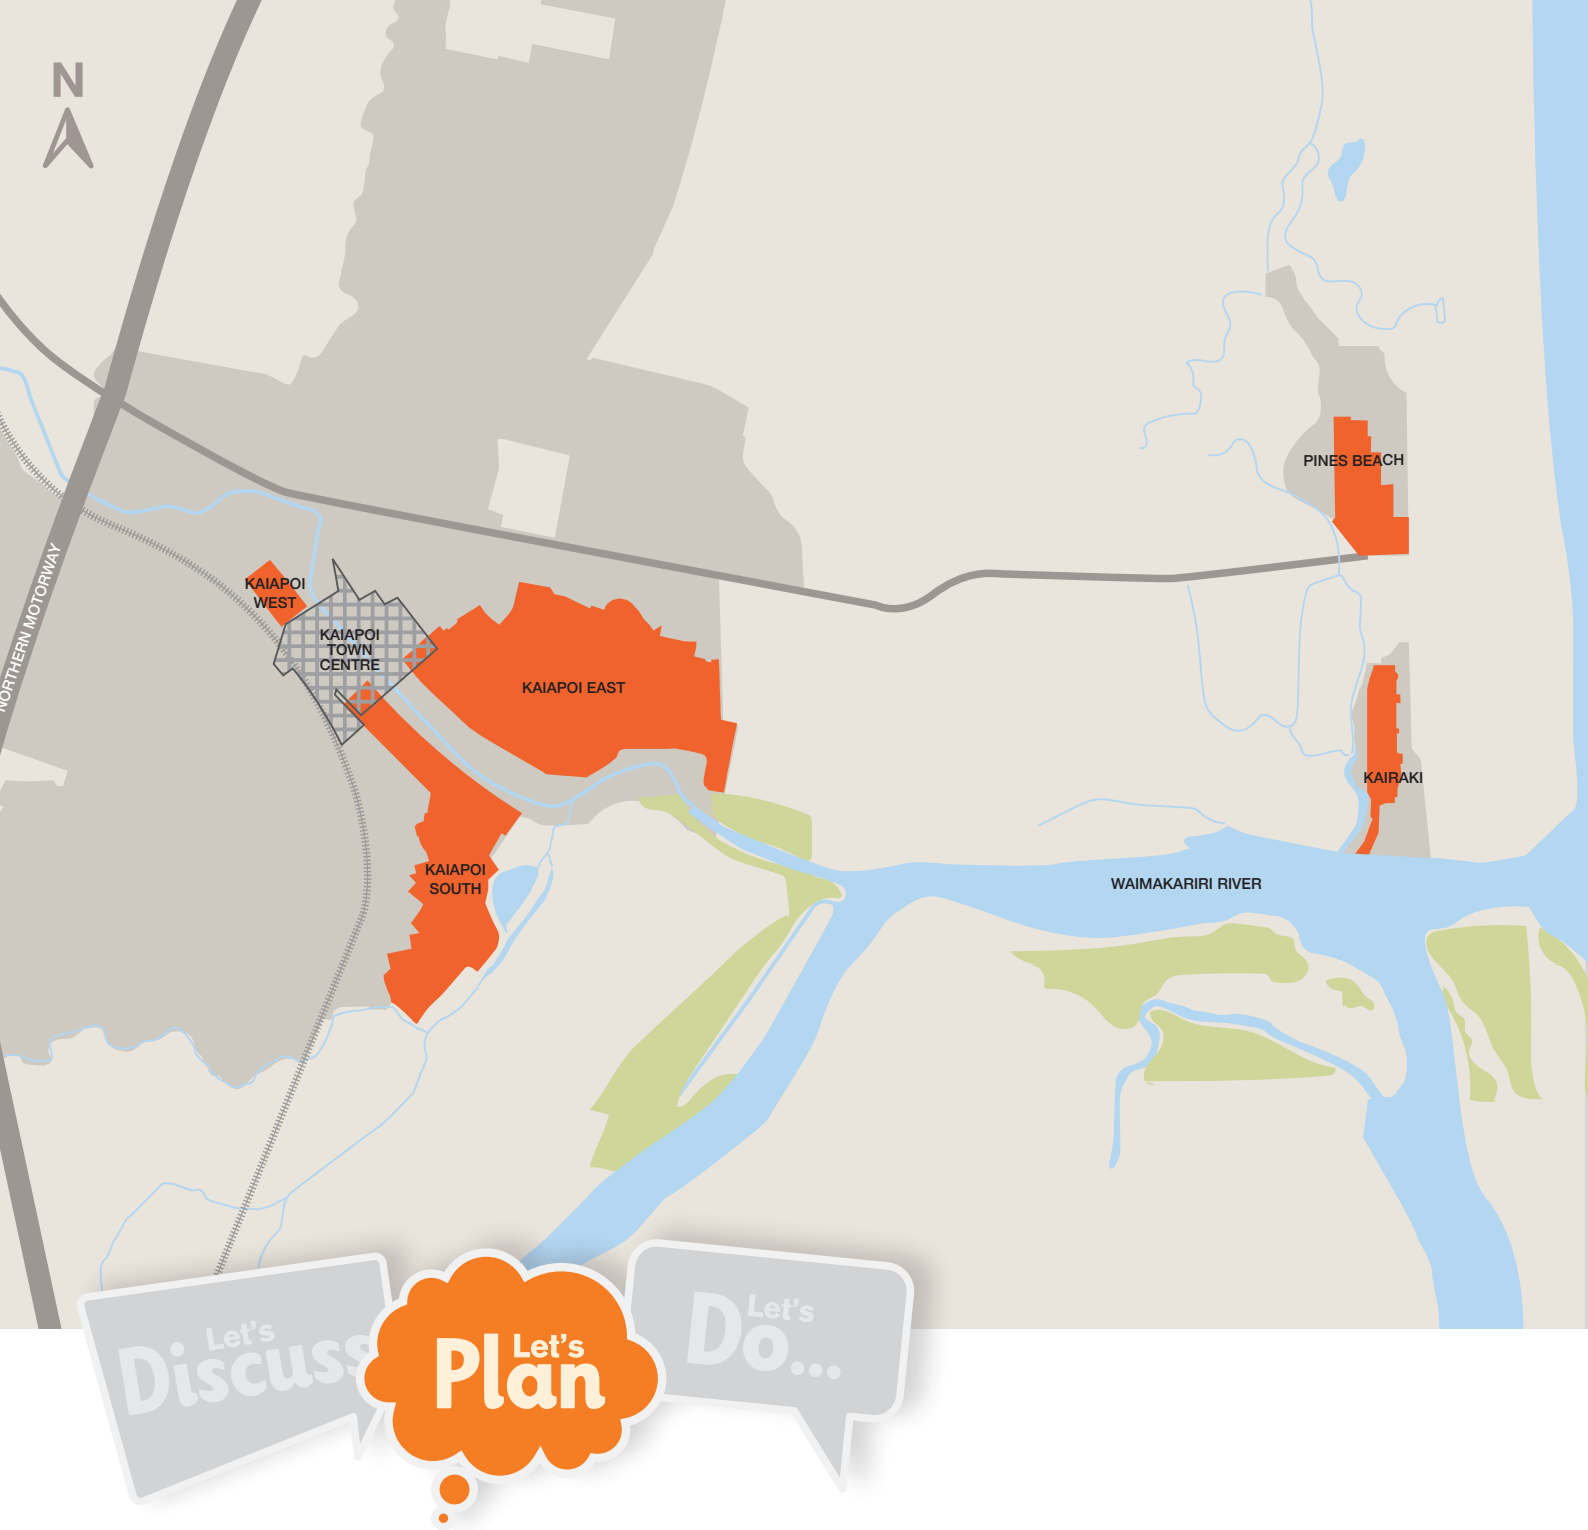 N
NORTHERN MOTORWAY
KAIAPOI
WEST
KAIAPOI
TOWN
CENTRE
KAIAPOI EAST
KAIAPOI
SOUTH
PINES BEACH
KAIRAKI
WAIMAKARIRI RIVER
Let's
Discuss
Let's
Plan
Let's
Do...